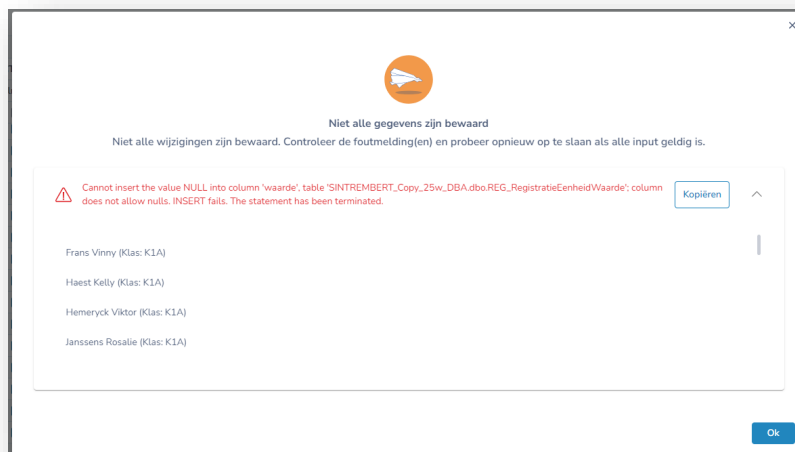 Niet alle gegevens zijn bewaard
Niet alle wijzigingen zijn bewaard. Controleer de foutmelding(en) en probeer opnieuw op te slaan als alle input geldig is.
Cannot insert the value NULL into column 'waarde', table 'SINTREMBERT_Copy_25w_DBA.dbo.REG_RegistratieEenheidWaarde'; column
does not allow nulls. INSERT fails. The statement has been terminated.
Kopiëren
Frans Vinny (Klas: K1A)
Haest Kelly (Klas: K1A)
Hemeryck Viktor (Klas: K1A)
Janssens Rosalie (Klas: K1A)
Ok